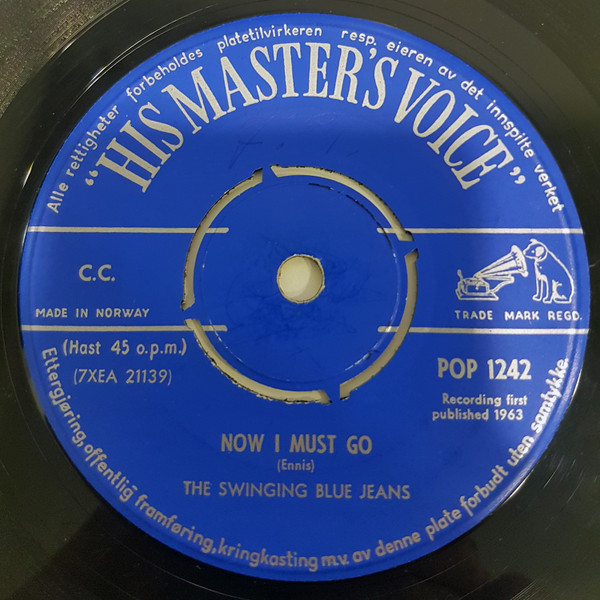 Alle rettigheter forbeholdes platetilvirkeren resp. eieren av det innspilte verket
"HIS MASTER'S VOICE"
C.C.
MADE IN NORWAY
TRADE MARK REGD.
(Hast 45 o.p.m.)
(7XEA 21139)
POP 1242
Recording first
published 1963
NOW I MUST GO
(Ennis)
THE SWINGING BLUE JEANS
Ettergjøring, offentlig framføring, kringkasting m.v. av denne plate forbudt uten samtykke.